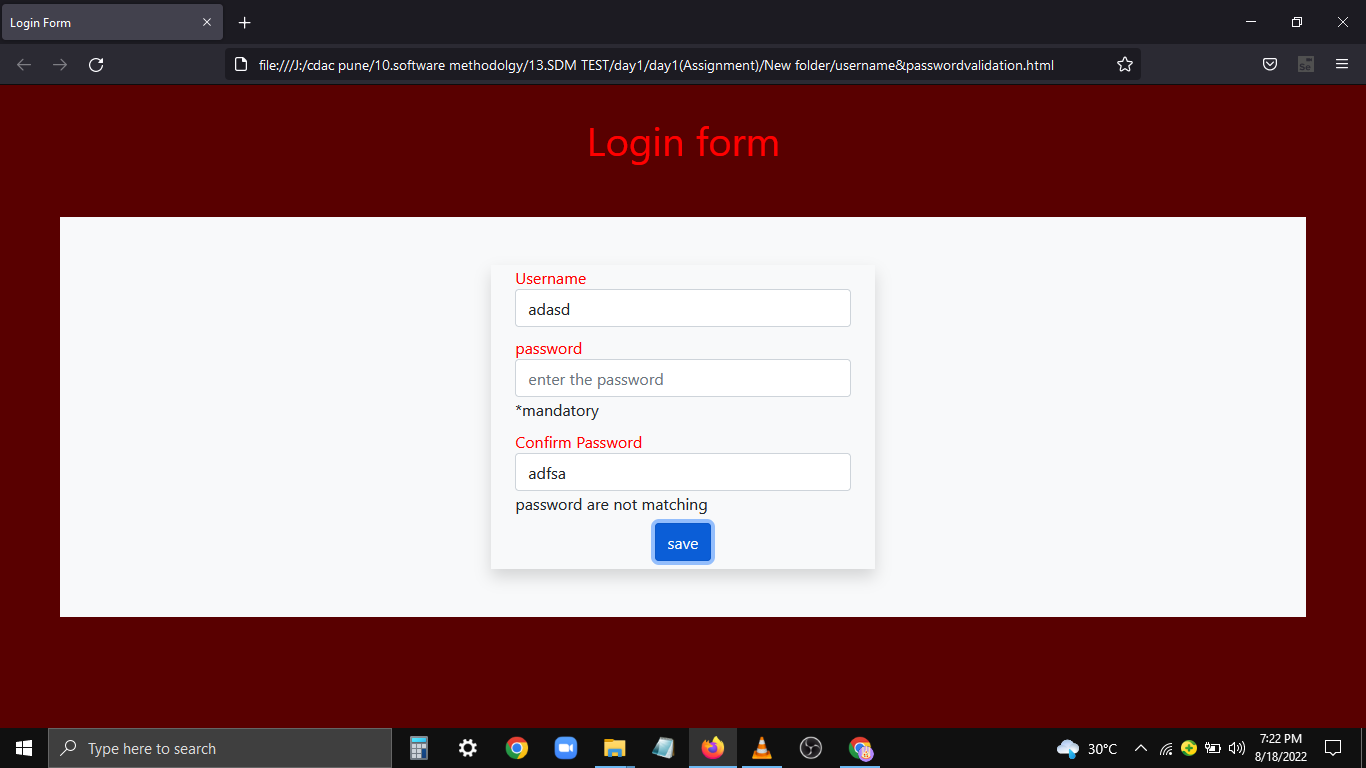 Login Form
file:///J:/cdac pune/10.software methodolgy/13.SDM TEST/day1/day1(Assignment)/New folder/username&passwordvalidation.html
Login form
Username
adasd
password
enter the password
*mandatory
Confirm Password
adfsa
password are not matching
save
Type here to search
30°C
7:22 PM
8/18/2022